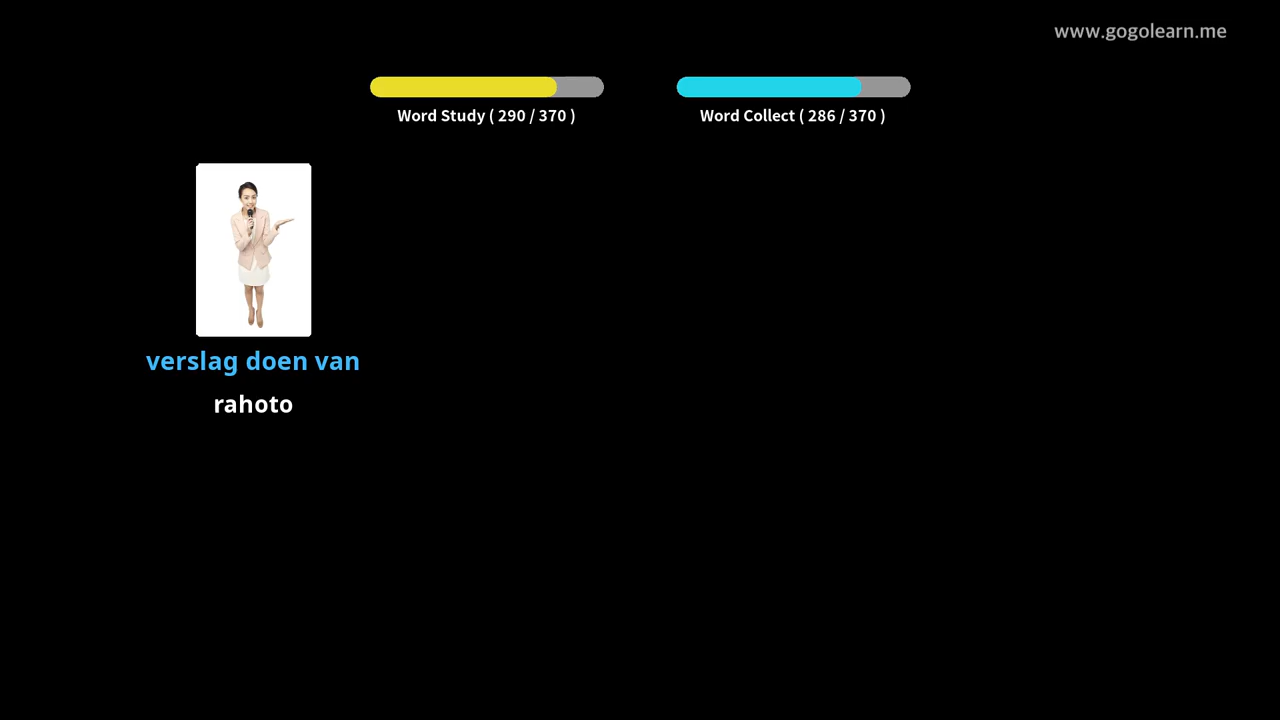 www.gogolearn.me
Word Study ( 290 / 370 )
Word Collect ( 286 / 370 )
verslag doen van
rahoto